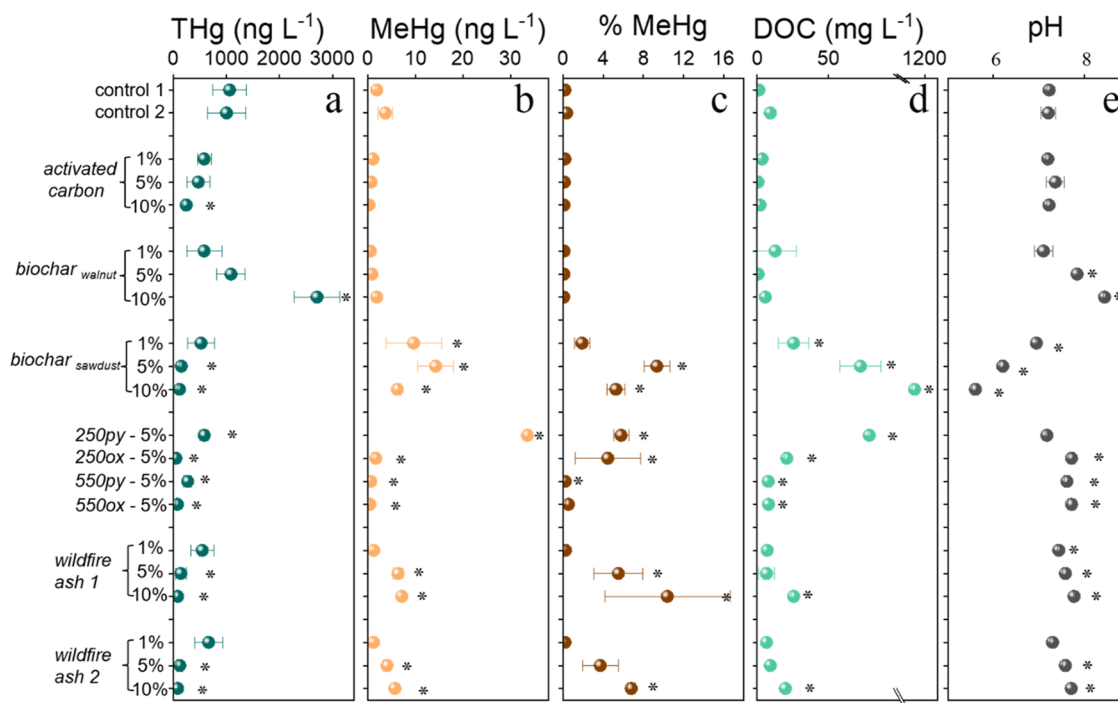 THg (ng L⁻¹) MeHg (ng L⁻¹) % MeHg DOC (mg L⁻¹) pH
0 1000 2000 3000 0 10 20 30 0 4 8 12 16 0 50 1200 6 8
a b c d e
control 1
control 2
activated carbon
1%
5%
10% *
biochar walnut
1%
5% *
10% * *
biochar sawdust
1% * * *
5% * * * * *
10% * * * * *
250py - 5% * * * *
250ox - 5% * * * * *
550py - 5% * * * * *
550ox - 5% * * * *
wildfire ash 1
1% *
5% * * * *
10% * * * * *
wildfire ash 2
1%
5% * * *
10% * * * * *